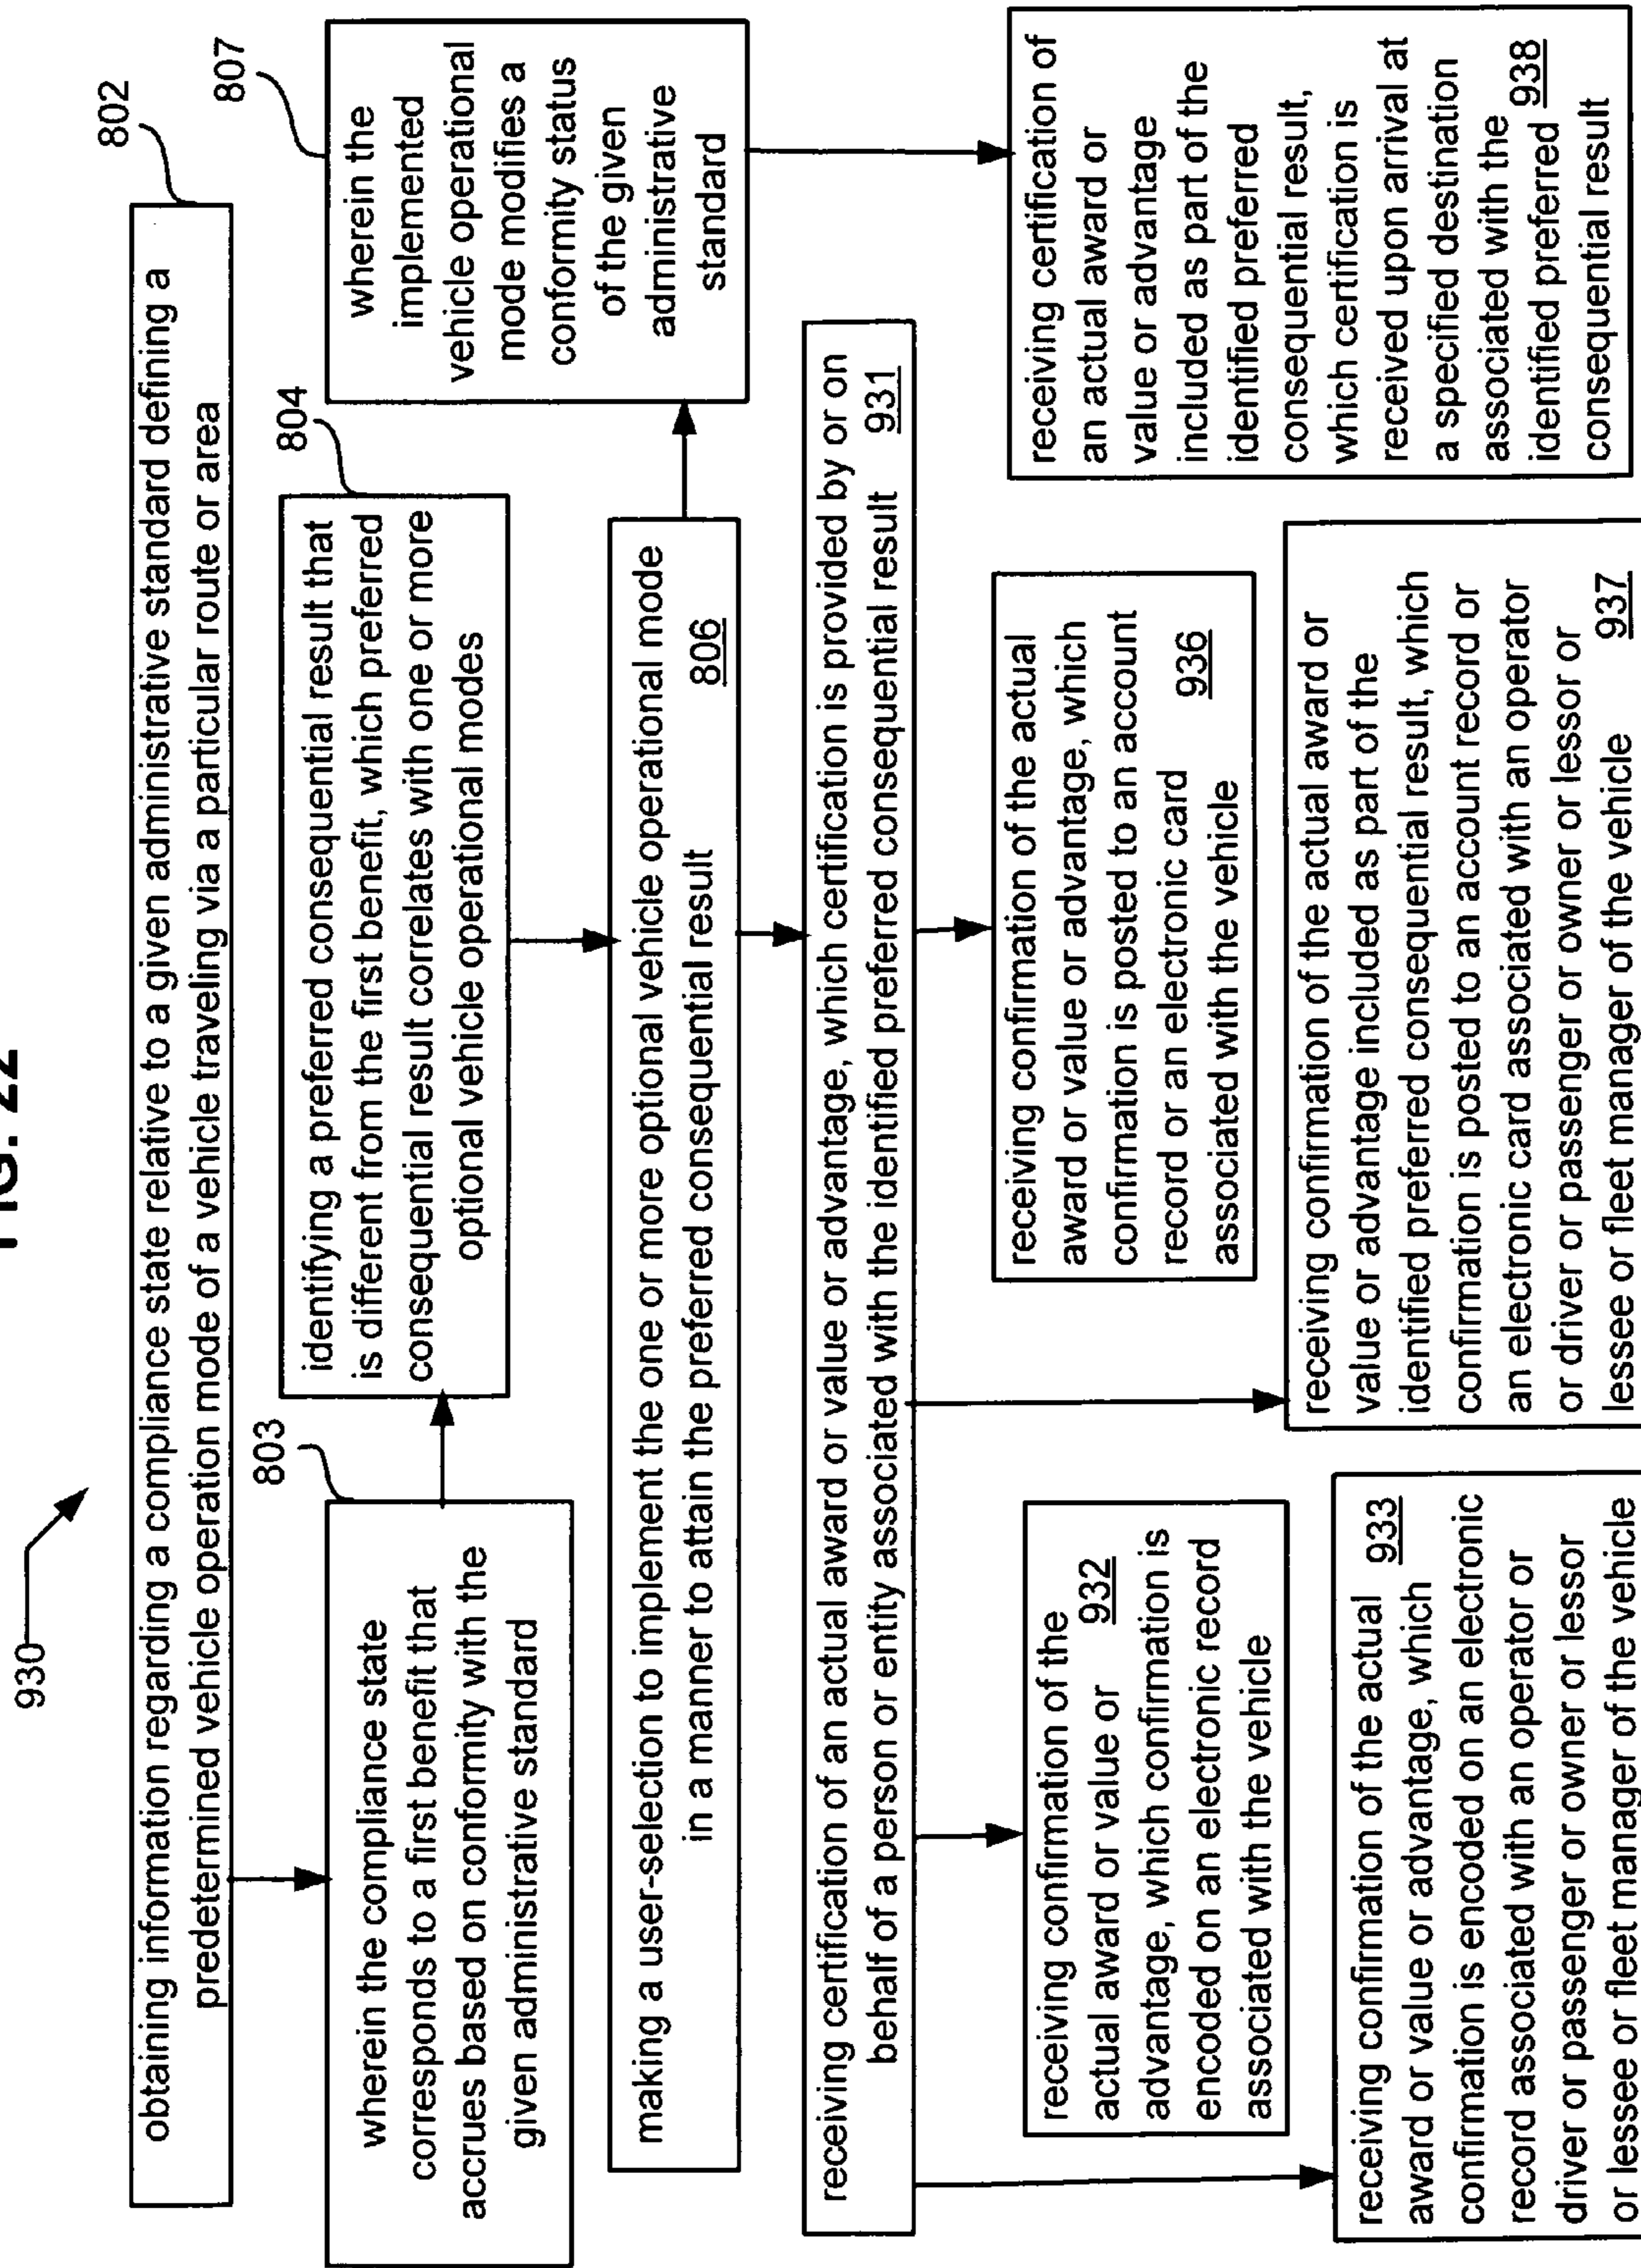 FIG. 22
930
802
obtaining information regarding a compliance state relative to a given administrative standard defining a
predetermined vehicle operation mode of a vehicle traveling via a particular route or area
803
wherein the compliance state
corresponds to a first benefit that
accrues based on conformity with the
given administrative standard
804
identifying a preferred consequential result that
is different from the first benefit, which preferred
consequential result correlates with one or more
optional vehicle operational modes
807
wherein the
implemented
vehicle operational
mode modifies a
conformity status
of the given
administrative
standard
making a user-selection to implement the one or more optional vehicle operational mode
in a manner to attain the preferred consequential result 806
receiving certification of an actual award or value or advantage, which certification is provided by or on
behalf of a person or entity associated with the identified preferred consequential result 931
receiving confirmation of the
actual award or value or 932
advantage, which confirmation is
encoded on an electronic record
associated with the vehicle
receiving confirmation of the actual
award or value or advantage, which 933
confirmation is encoded on an electronic
record associated with an operator or
driver or passenger or owner or lessor
or lessee or fleet manager of the vehicle
receiving confirmation of the actual
award or value or advantage, which
confirmation is posted to an account
record or an electronic card 936
associated with the vehicle
receiving confirmation of the actual award or
value or advantage included as part of the
identified preferred consequential result, which
confirmation is posted to an account record or
an electronic card associated with an operator
or driver or passenger or owner or lessor or
lessee or fleet manager of the vehicle 937
receiving certification of
an actual award or
value or advantage
included as part of the
identified preferred
consequential result,
which certification is
received upon arrival at
a specified destination
associated with the
identified preferred 938
consequential result